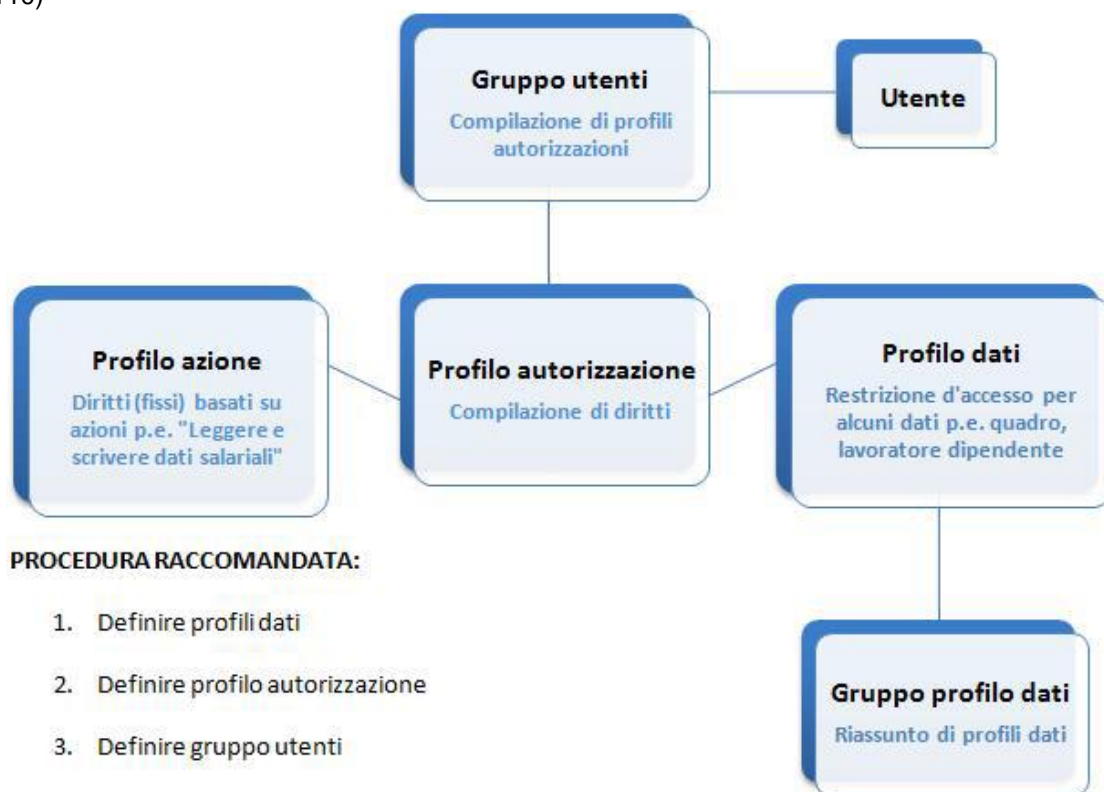 Gruppo utenti
Compilazione di profili
autorizzazioni
Utente
Profilo azione
Diritti (fissi) basati su
azioni p.e. "Leggere e
scrivere dati salariali"
Profilo autorizzazione
Compilazione di diritti
Profilo dati
Restrizione d'accesso per
alcuni dati p.e. quadro,
lavoratore dipendente
PROCEDURA RACCOMANDATA:
1. Definire profili dati
2. Definire profilo autorizzazione
3. Definire gruppo utenti
Gruppo profilo dati
Riassunto di profili dati